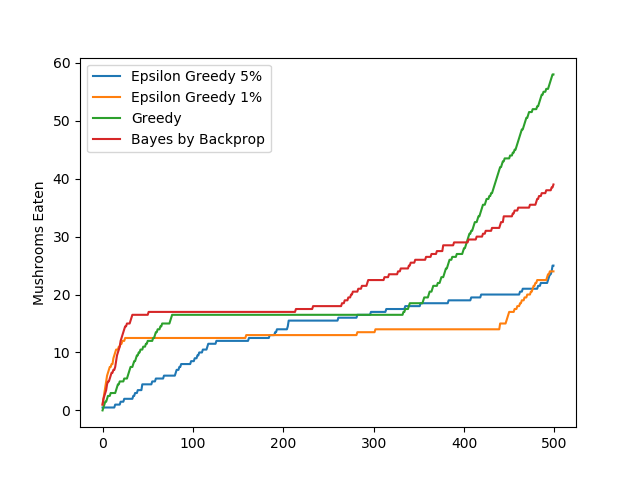 60
50
40
30
20
10
0
Mushrooms Eaten
Epsilon Greedy 5%
Epsilon Greedy 1%
Greedy
Bayes by Backprop
0 100 200 300 400 500